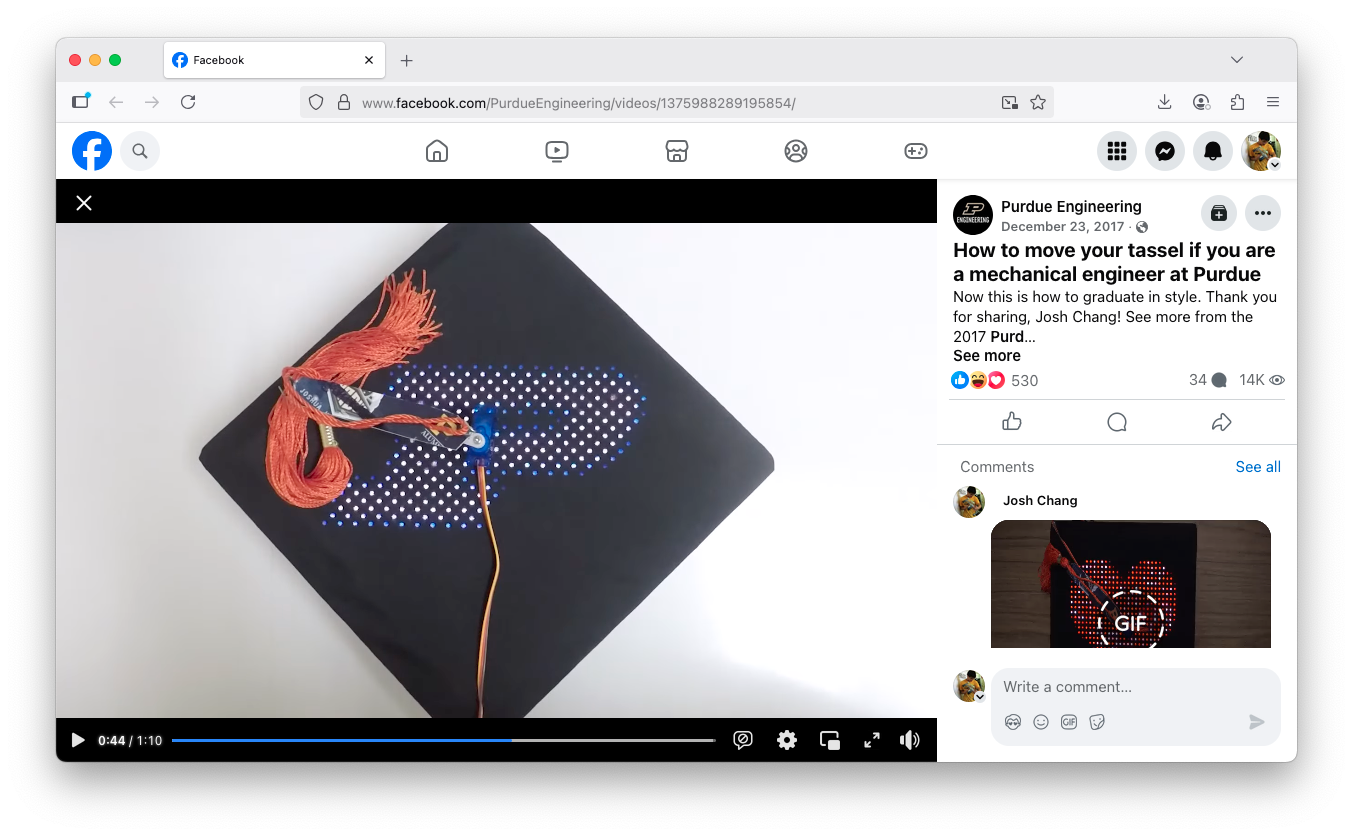 Facebook
www.facebook.com/PurdueEngineering/videos/1375988289195854/
P
ENGINEERING
Purdue Engineering
December 23, 2017 ·
How to move your tassel if you are
a mechanical engineer at Purdue
Now this is how to graduate in style. Thank you
for sharing, Josh Chang! See more from the
2017 Purd...
See more
530
34
14K
JOSHUA
ALUM
Comments
See all
Josh Chang
GIF
Write a comment...
GIF
0:44 / 1:10